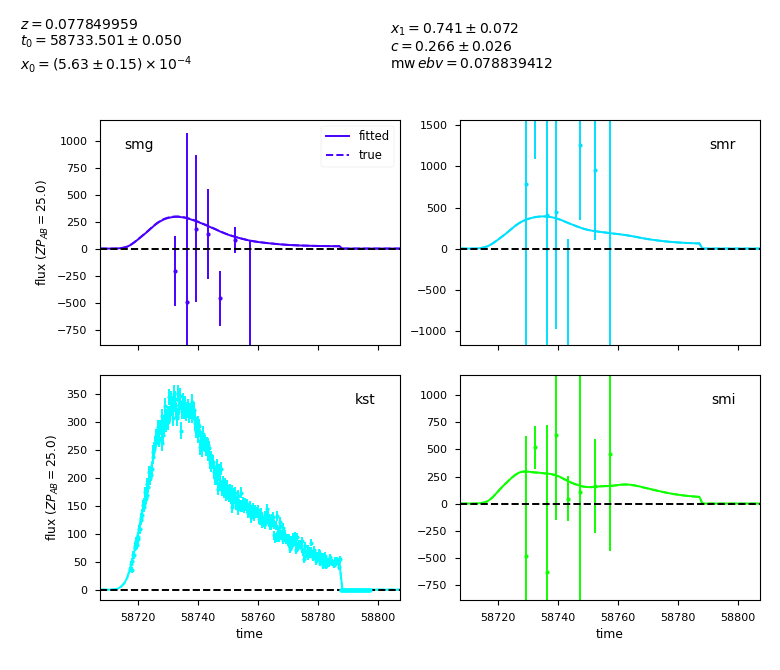 z = 0.077849959
t₀ = 58733.501 ± 0.050
x₀ = (5.63 ± 0.15) × 10⁻⁴
x₁ = 0.741 ± 0.072
c = 0.266 ± 0.026
mw ebv = 0.078839412
smg
fitted
true
1000
750
500
250
0
−250
−500
−750
flux (ZP_AB = 25.0)
smr
1500
1000
500
0
−500
−1000
kst
350
300
250
200
150
100
50
0
flux (ZP_AB = 25.0)
58720 58740 58760 58780 58800
time
smi
1000
750
500
250
0
−250
−500
−750
58720 58740 58760 58780 58800
time